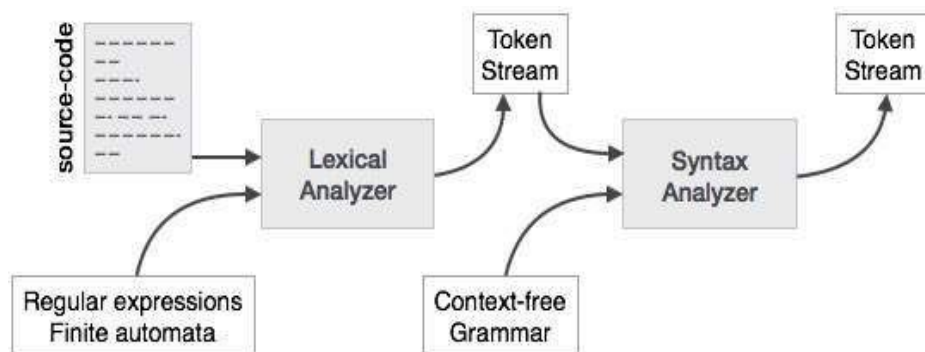 source-code
Token
Stream
Token
Stream
Lexical
Analyzer
Syntax
Analyzer
Regular expressions
Finite automata
Context-free
Grammar